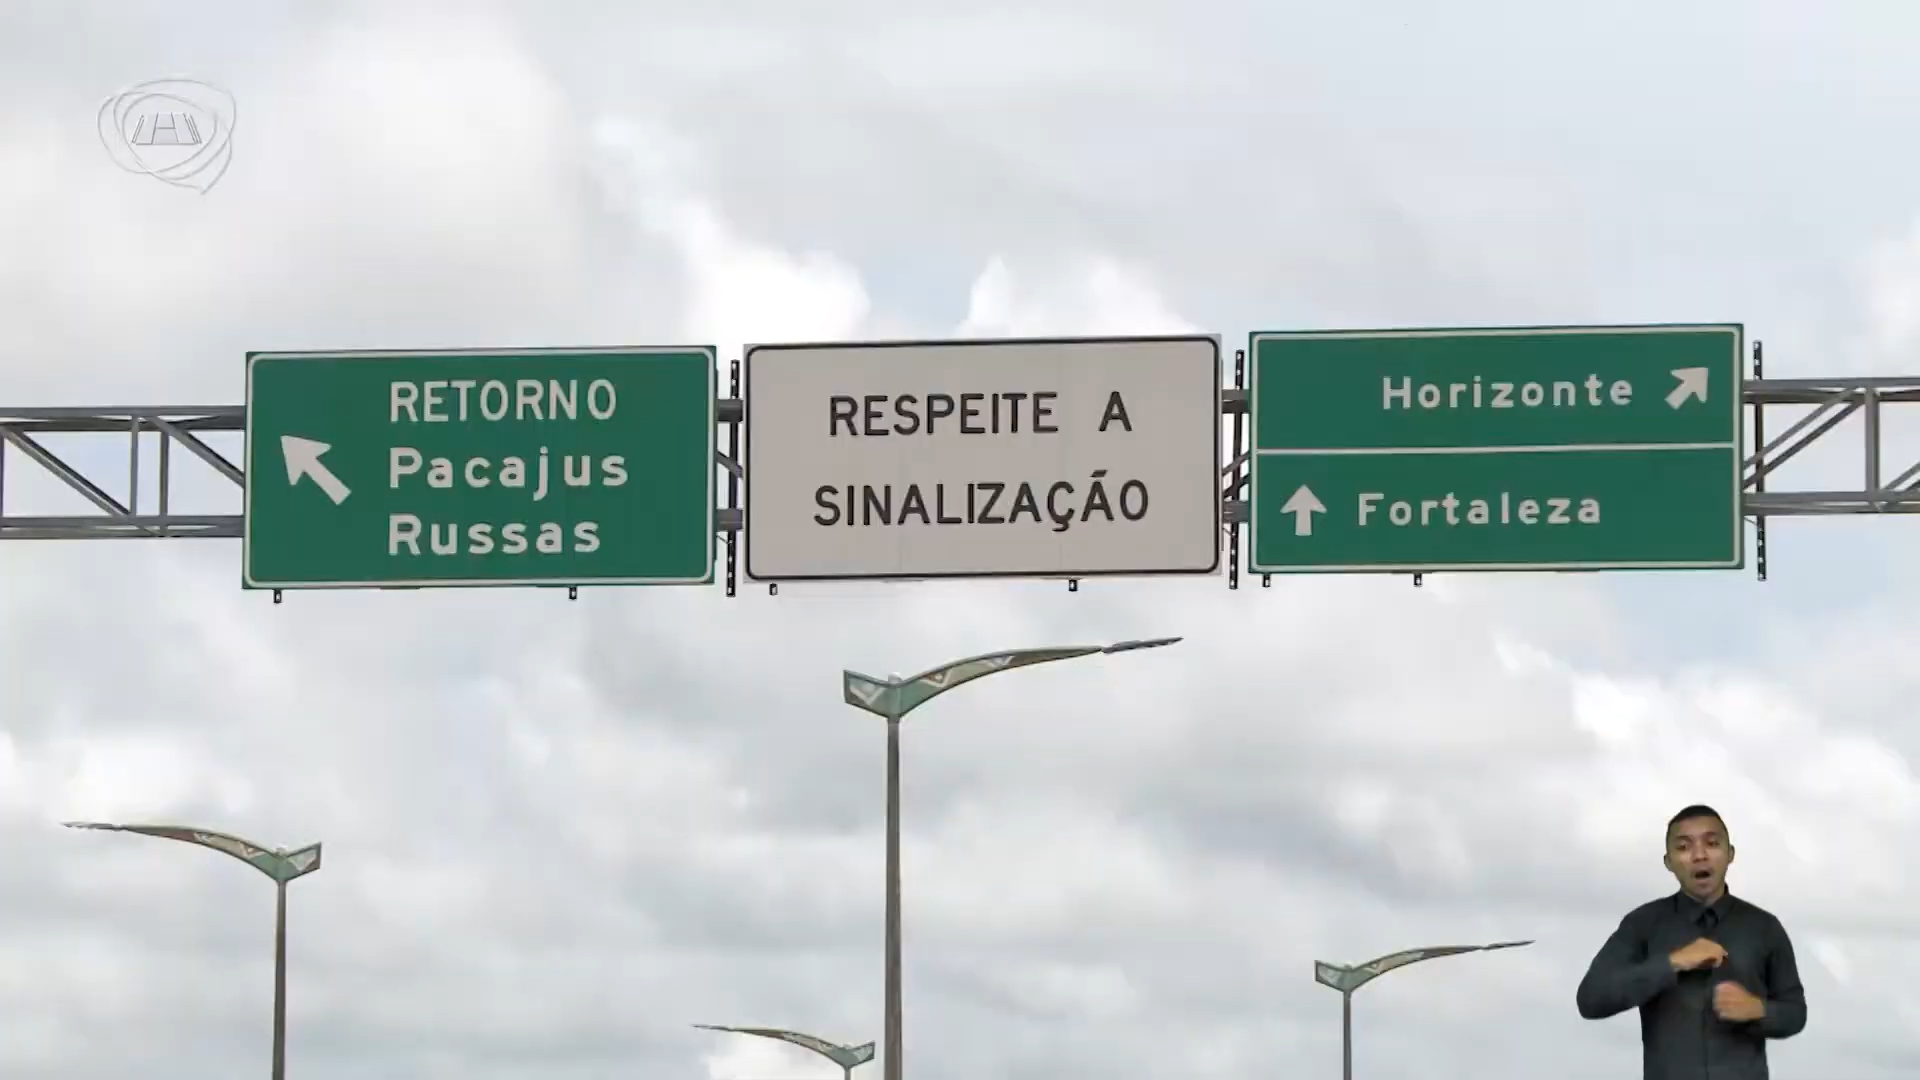 RETORNO
Pacajus
Russas
RESPEITE A
SINALIZAÇÃO
Horizonte
Fortaleza